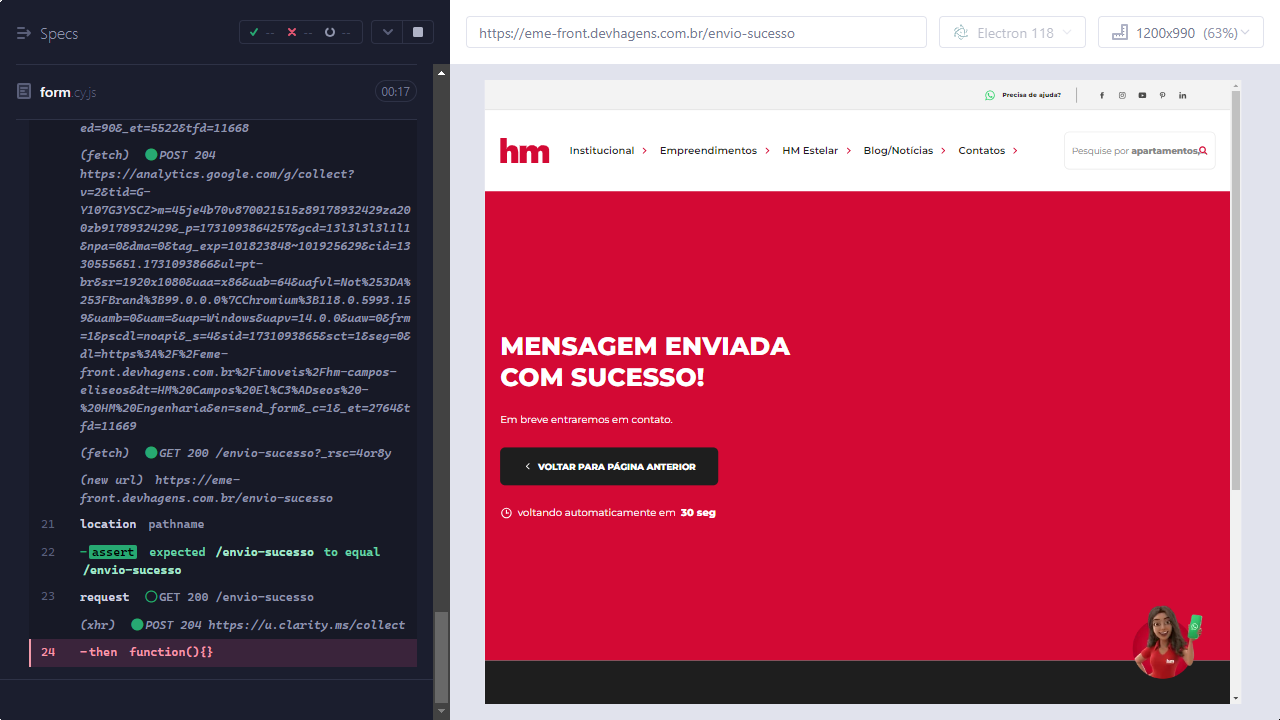 Specs
-- -- --
form.cy.js
00:17
ed=90&_et=5522&tfd=11668
(fetch) POST 204
https://analytics.google.com/g/collect?
v=2&tid=G-
Y107G3YSCZ>m=45je4b70v870021515z89178932429za20
0zb9178932429&_p=1731093864257&gcd=13l3l3l3l1l1
&npa=0&dma=0&tag_exp=101823848~101925629&cid=13
30555651.1731093866&ul=pt-
br&sr=1920x1080&uaa=x86&uab=64&uafvl=Not%253DA%
253FBrand%3B99.0.0.0%7CChromium%3B118.0.5993.15
9&uamb=0&uam=&uap=Windows&uapv=14.0.0&uaw=0&frm
=1&pscdl=noapi&_s=4&sid=1731093865&sct=1&seg=0&
dl=https%3A%2F%2Feme-
front.devhagens.com.br%2Fimoveis%2Fhm-campos-
eliseos&dt=HM%20Campos%20El%C3%ADseos%20-
%20HM%20Engenharia&en=send_form&_c=1&_et=2764&t
fd=11669
(fetch) GET 200 /envio-sucesso?_rsc=4or8y
(new url) https://eme-
front.devhagens.com.br/envio-sucesso
21 location pathname
22 -assert expected /envio-sucesso to equal
/envio-sucesso
23 request GET 200 /envio-sucesso
(xhr) POST 204 https://u.clarity.ms/collect
24 -then function(){}
https://eme-front.devhagens.com.br/envio-sucesso
Electron 118
1200x990 (63%)
Precisa de ajuda?
hm
Institucional Empreendimentos HM Estelar Blog/Notícias Contatos
Pesquise por apartamentos,
MENSAGEM ENVIADA
COM SUCESSO!
Em breve entraremos em contato.
VOLTAR PARA PÁGINA ANTERIOR
voltando automaticamente em 30 seg
hm